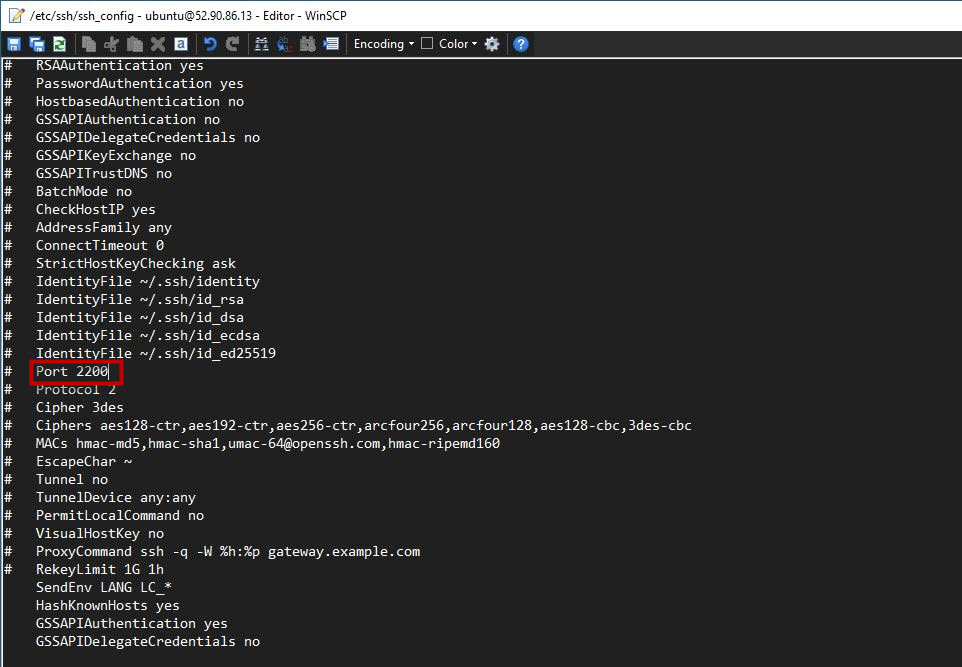 /etc/ssh/ssh_config - ubuntu@52.90.86.13 - Editor - WinSCP
Encoding Color
# RSAAuthentication yes
# PasswordAuthentication yes
# HostbasedAuthentication no
# GSSAPIAuthentication no
# GSSAPIDelegateCredentials no
# GSSAPIKeyExchange no
# GSSAPITrustDNS no
# BatchMode no
# CheckHostIP yes
# AddressFamily any
# ConnectTimeout 0
# StrictHostKeyChecking ask
# IdentityFile ~/.ssh/identity
# IdentityFile ~/.ssh/id_rsa
# IdentityFile ~/.ssh/id_dsa
# IdentityFile ~/.ssh/id_ecdsa
# IdentityFile ~/.ssh/id_ed25519
# Port 2200
# Protocol 2
# Cipher 3des
# Ciphers aes128-ctr,aes192-ctr,aes256-ctr,arcfour256,arcfour128,aes128-cbc,3des-cbc
# MACs hmac-md5,hmac-sha1,umac-64@openssh.com,hmac-ripemd160
# EscapeChar ~
# Tunnel no
# TunnelDevice any:any
# PermitLocalCommand no
# VisualHostKey no
# ProxyCommand ssh -q -W %h:%p gateway.example.com
# RekeyLimit 1G 1h
SendEnv LANG LC_*
HashKnownHosts yes
GSSAPIAuthentication yes
GSSAPIDelegateCredentials no